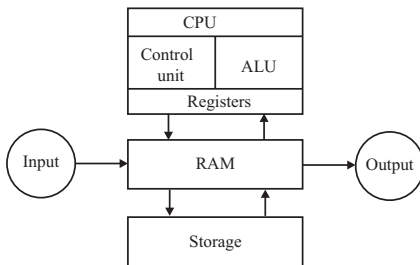 CPU
Control
unit
ALU
Registers
Input
RAM
Output
Storage